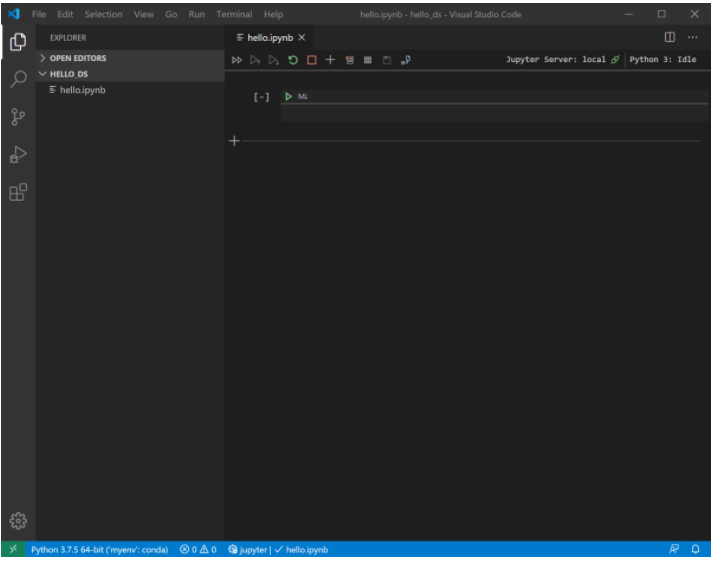 File Edit Selection View Go Run Terminal Help hello.ipynb - hello_ds - Visual Studio Code
EXPLORER
OPEN EDITORS
HELLO_DS
hello.ipynb
hello.ipynb
Jupyter Server: local Python 3: Idle
[-] M↓
Python 3.7.5 64-bit ('myenv': conda) 0 0 jupyter | ✓ hello.ipynb